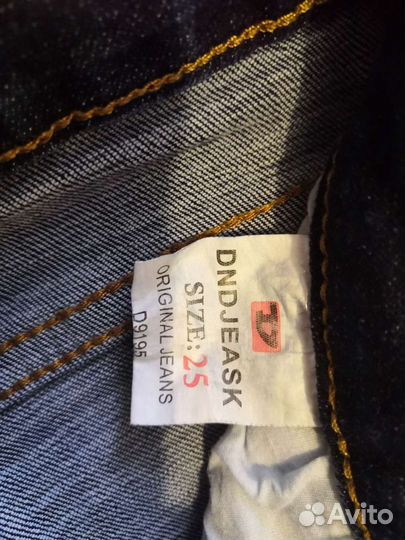 DNDJEASK
SIZE:25
ORIGINAL JEANS
D9195
Avito